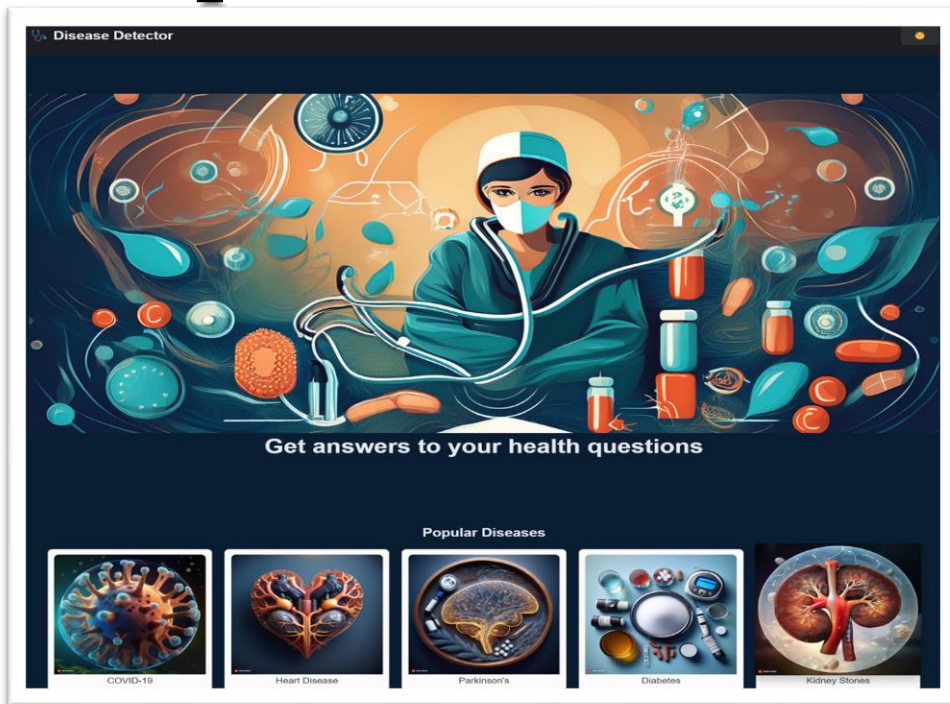 Disease Detector
Get answers to your health questions
Popular Diseases
COVID-19
Heart Disease
Parkinson's
Diabetes
Kidney Stones